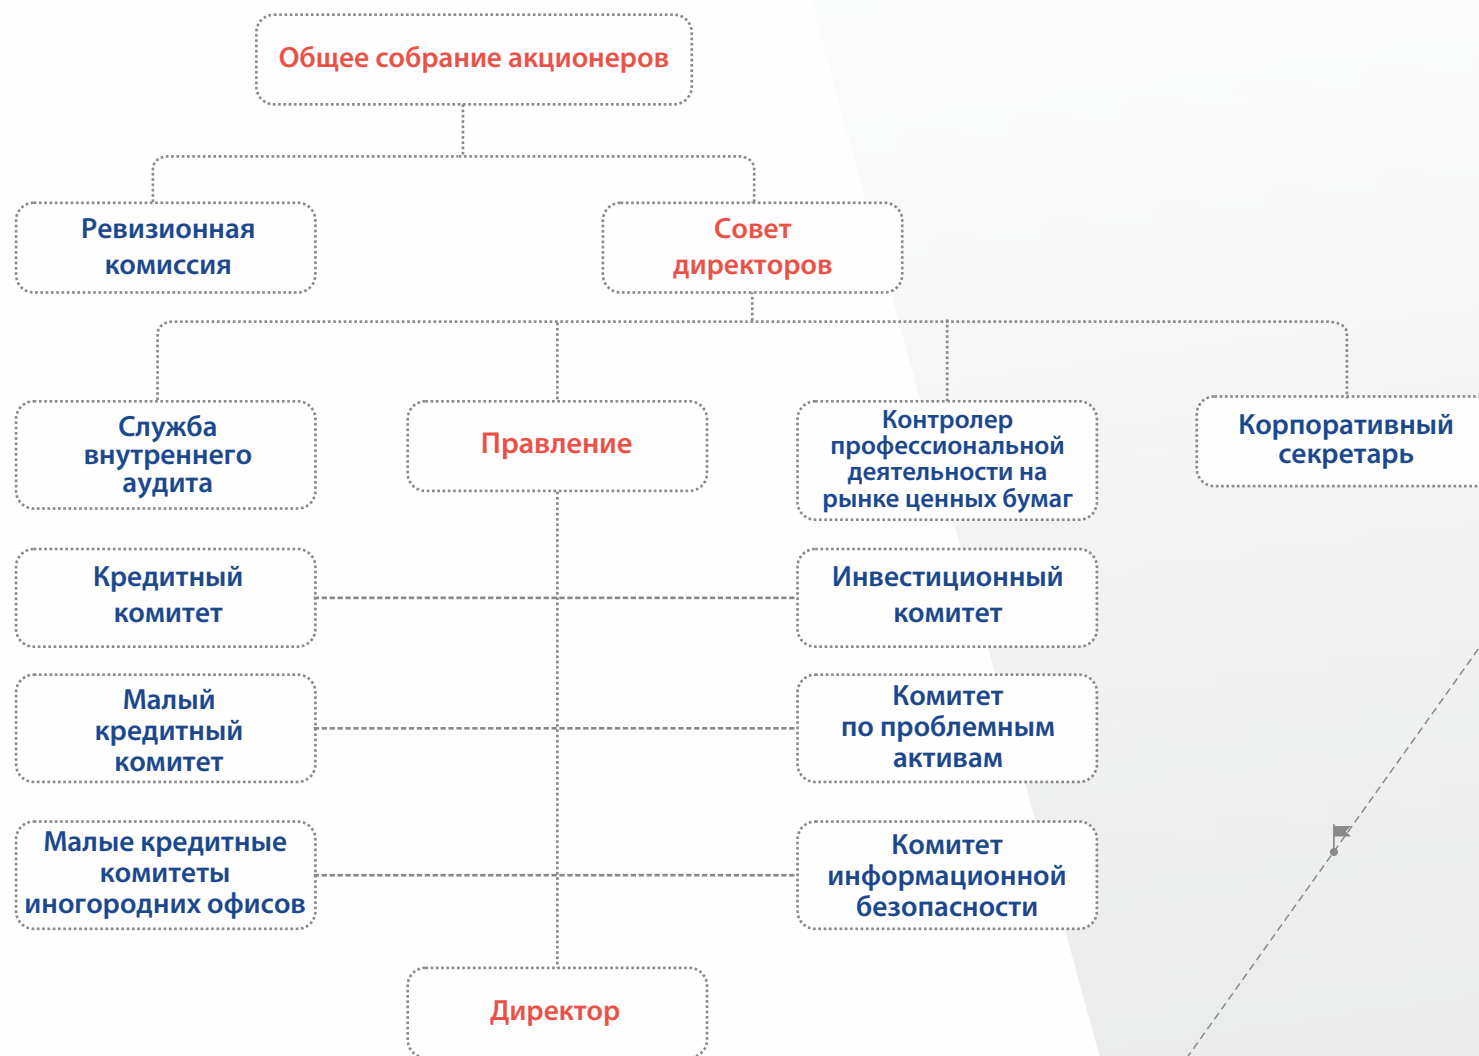 Общее собрание акционеров
Ревизионная
комиссия
Совет
директоров
Служба
внутреннего
аудита
Правление
Контролер
профессиональной
деятельности на
рынке ценных бумаг
Корпоративный
секретарь
Кредитный
комитет
Инвестиционный
комитет
Малый
кредитный
комитет
Комитет
по проблемным
активам
Малые кредитные
комитеты
иногородних офисов
Комитет
информационной
безопасности
Директор